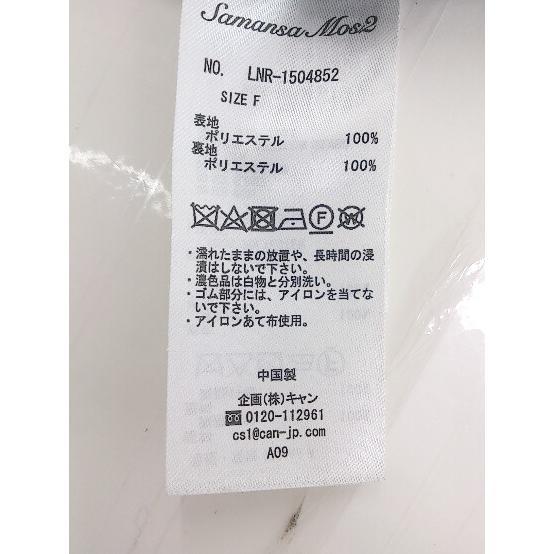 Samansa Mos2
NO. LNR-1504852
SIZE F
表地
ポリエステル 100%
裏地
ポリエステル 100%
・濡れたままの放置や、長時間の浸
漬はしないで下さい。
・濃色品は白物と分別洗い。
・ゴム部分には、アイロンを当てな
いで下さい。
・アイロンあて布使用。
中国製
企画(株)キャン
0120-112961
cs1@can-jp.com
A09